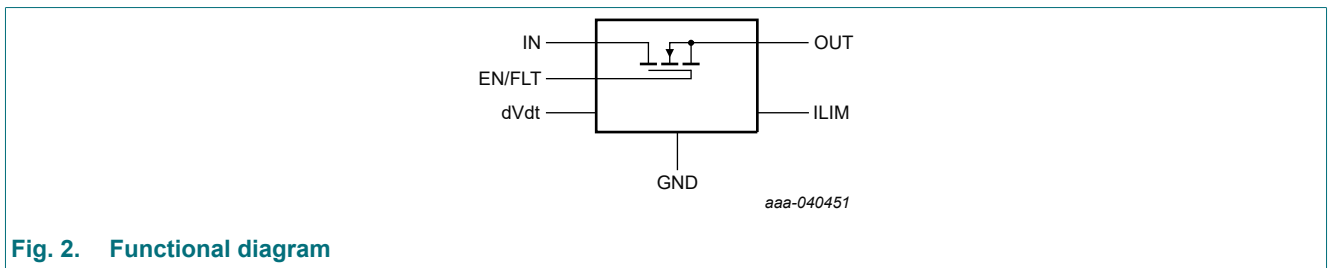 IN
OUT
EN/FLT
dVdt
ILIM
GND
aaa-040451
Fig. 2. Functional diagram